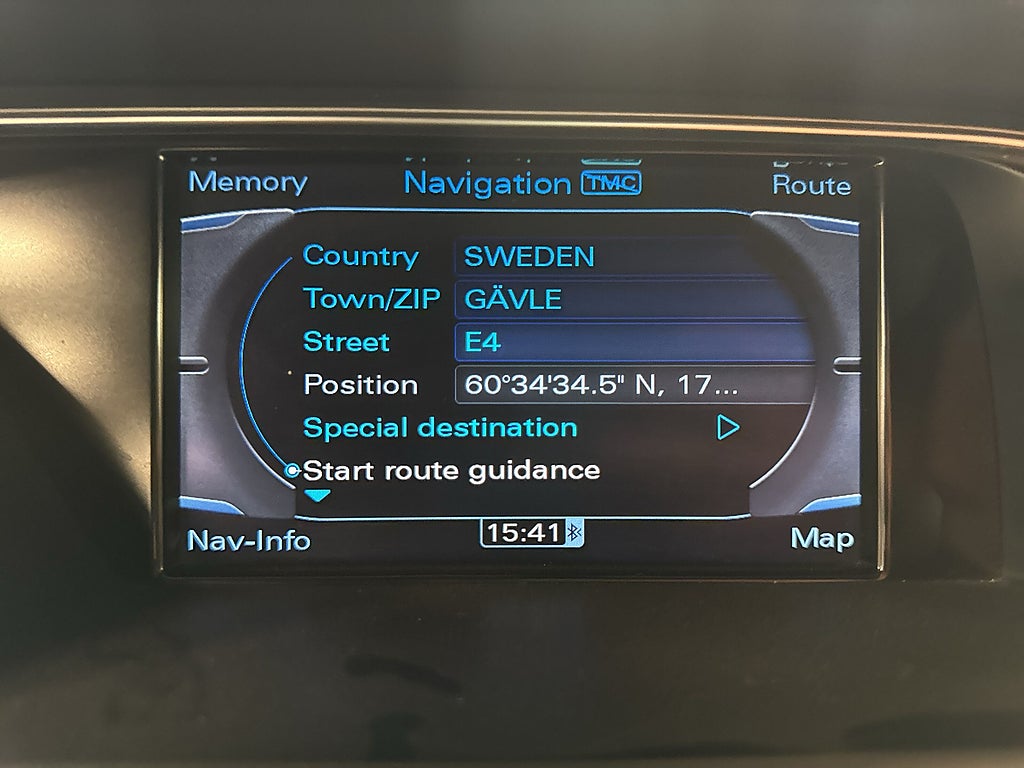 Memory Navigation TMC Route
Country SWEDEN
Town/ZIP GÄVLE
Street E4
Position 60°34'34.5" N, 17...
Special destination
Start route guidance
Nav-Info 15:41 Map